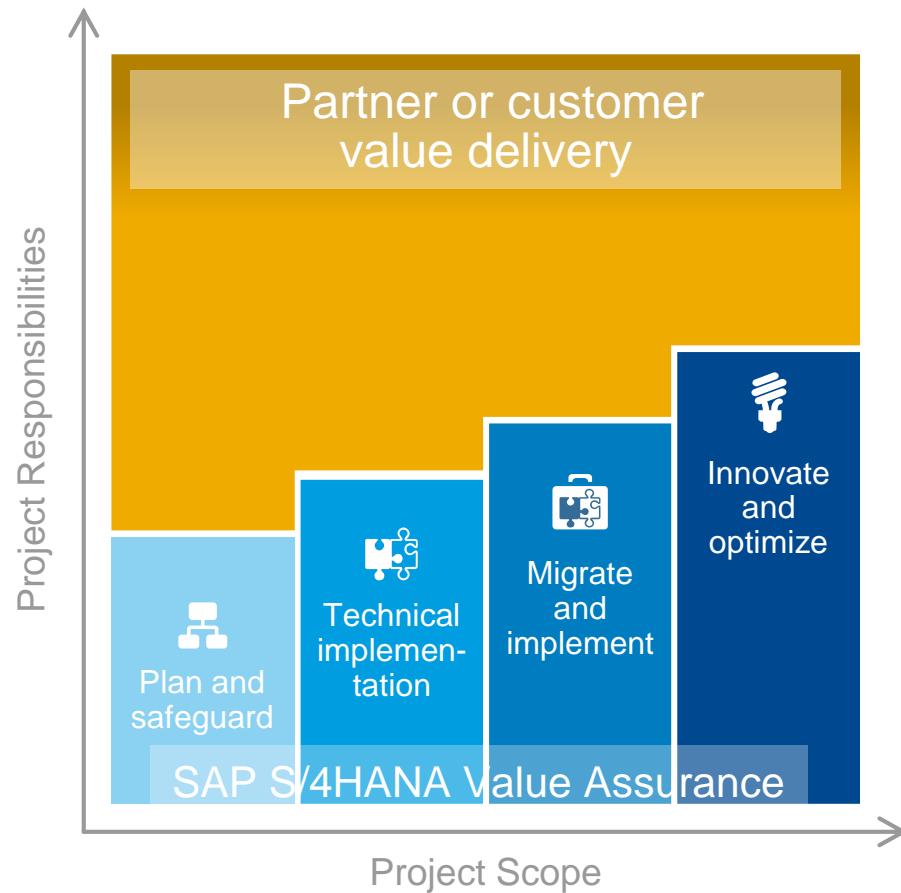 Partner or customer
value delivery
Project Responsibilities
Innovate
and
optimize
Migrate
and
implement
Technical
implemen-
tation
Plan and
safeguard
SAP S/4HANA Value Assurance
Project Scope